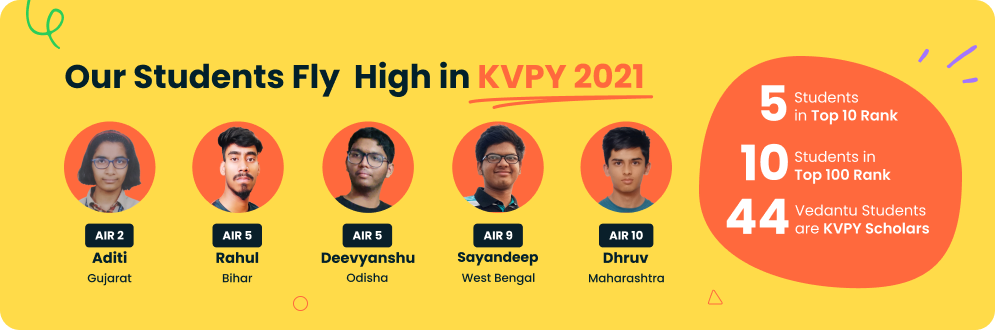 Our Students Fly High in KVPY 2021
AIR 2
Aditi
Gujarat
AIR 5
Rahul
Bihar
AIR 5
Deevyanshu
Odisha
AIR 9
Sayandeep
West Bengal
AIR 10
Dhruv
Maharashtra
5 Students
in Top 10 Rank
10 Students in
Top 100 Rank
44 Vedantu Students
are KVPY Scholars